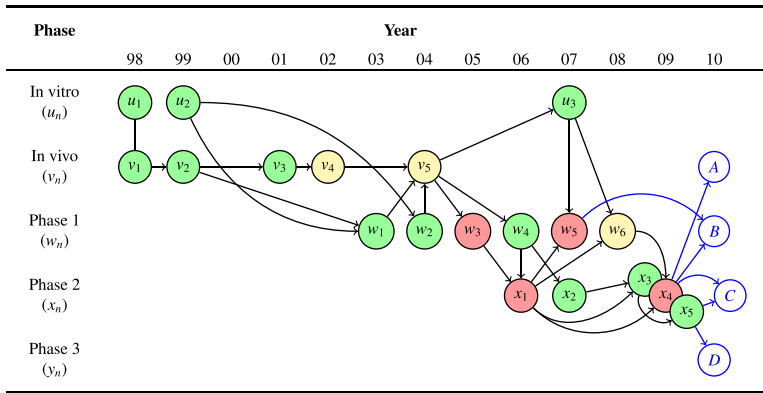 Phase Year
98 99 00 01 02 03 04 05 06 07 08 09 10
In vitro
(uₙ)
u₁ u₂ u₃
In vivo
(vₙ)
v₁ v₂ v₃ v₄ v₅ A
Phase 1
(wₙ)
w₁ w₂ w₃ w₄ w₅ w₆ B
Phase 2
(xₙ)
x₁ x₂ x₃ x₄ x₅ C
Phase 3
(yₙ)
D